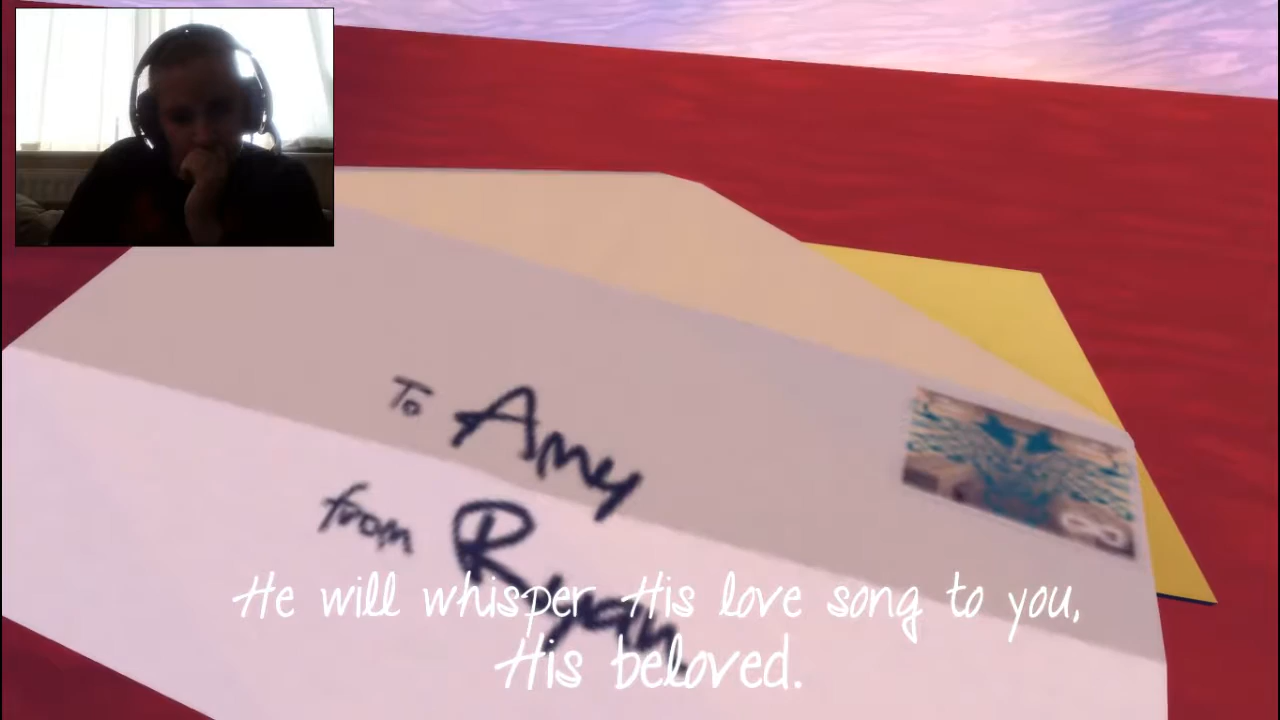 To Amy
from Ryan
He will whisper His love song to you,
His beloved.